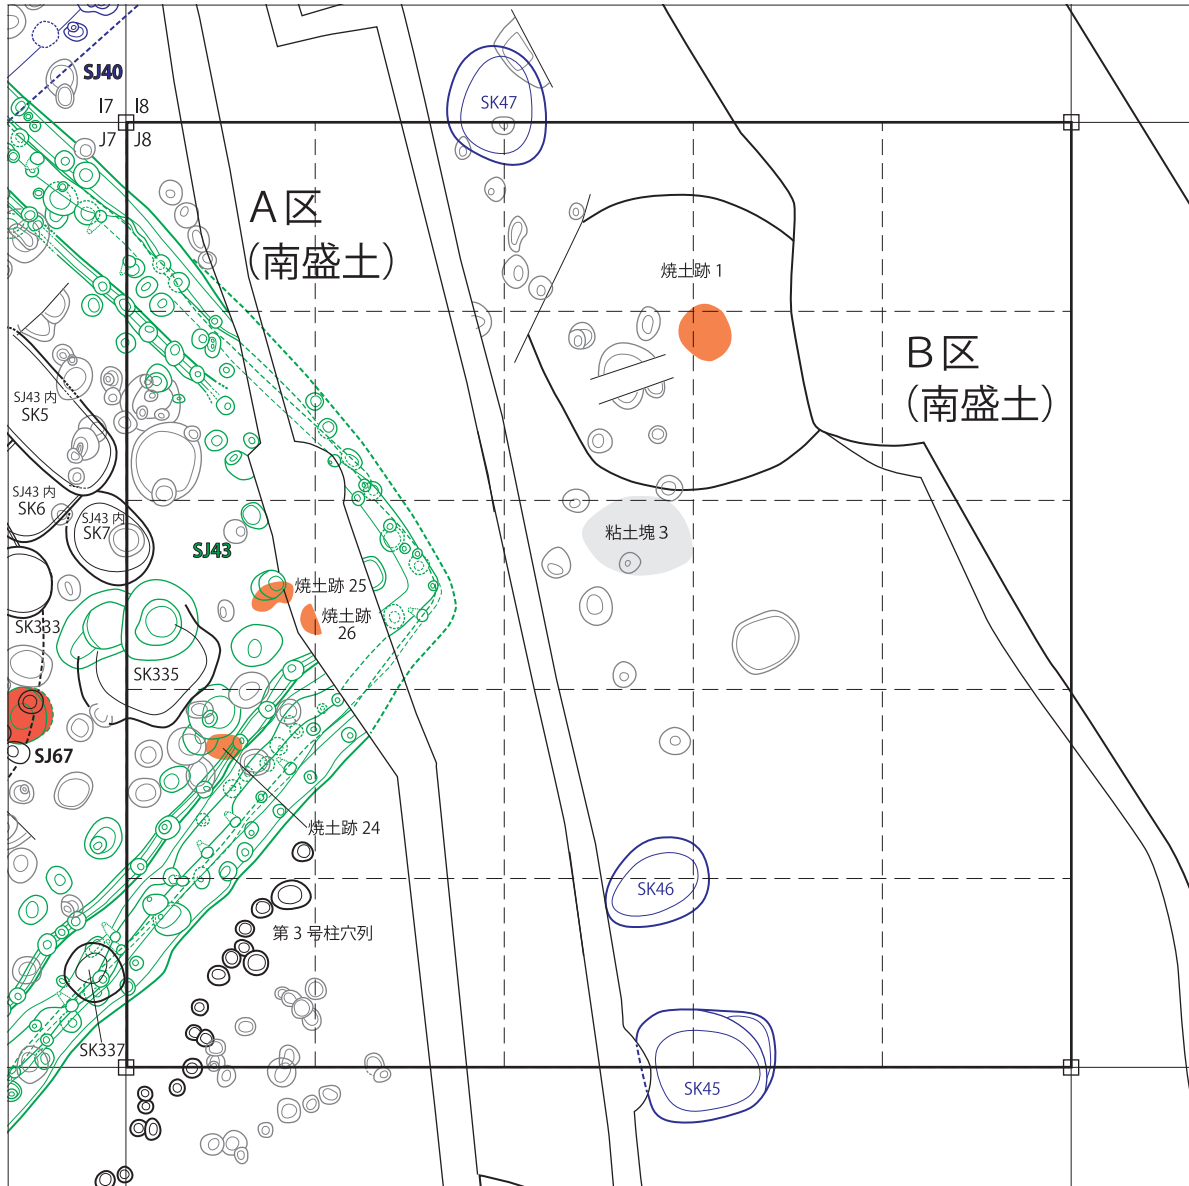 SJ40
I7
I8
J7
J8
SK47
A区
（南盛土）
焼土跡 1
B区
（南盛土）
SJ43 内
SK5
SJ43 内
SK6
SJ43 内
SK7
SJ43
粘土塊 3
焼土跡 25
焼土跡
26
SK333
SK335
SJ67
焼土跡 24
SK46
第 3 号柱穴列
SK337
SK45